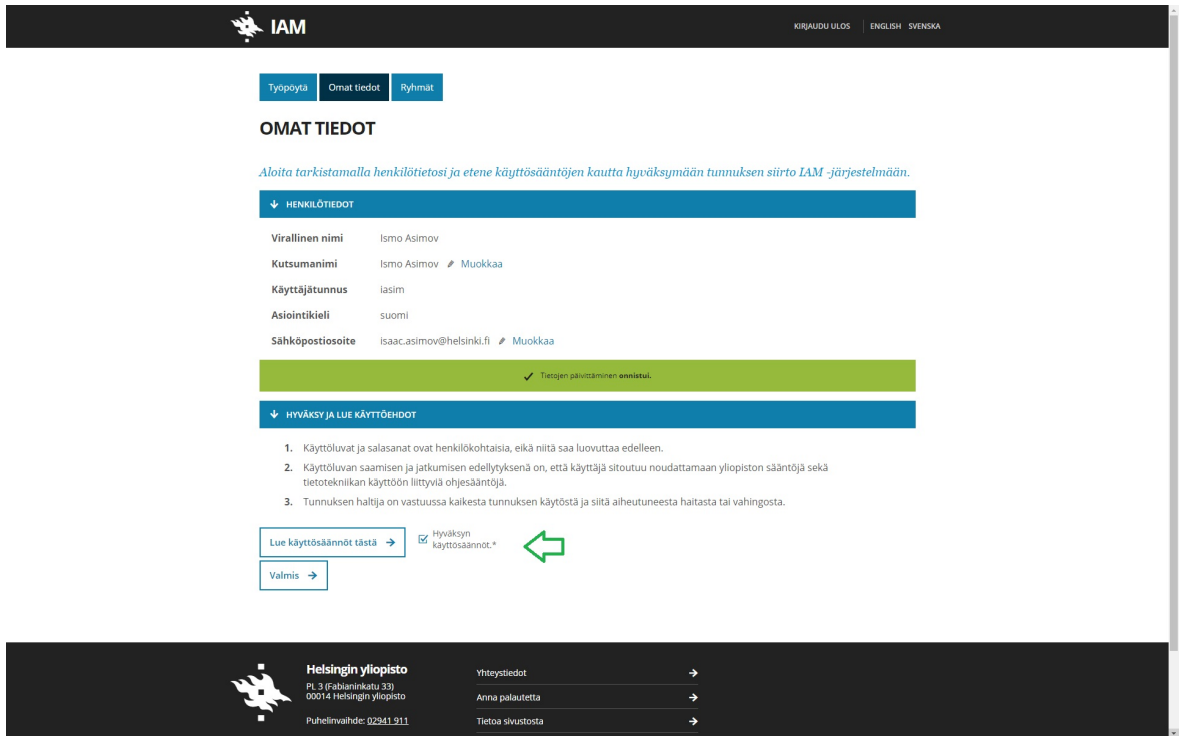 IAM
KIRJAUDU ULOS
ENGLISH SVENSKA
Työpöytä
Omat tiedot
Ryhmät
OMAT TIEDOT
Aloita tarkistamalla henkilötietosi ja etene käyttösääntöjen kautta hyväksymään tunnuksen siirto IAM -järjestelmään.
HENKILÖTIEDOT
Virallinen nimi Ismo Asimov
Kutsumanimi Ismo Asimov Muokkaa
Käyttäjätunnus iasim
Asiointikieli suomi
Sähköpostiosoite isaac.asimov@helsinki.fi Muokkaa
Tietojen päivittäminen onnistui.
HYVÄKSY JA LUE KÄYTTÖEHDOT
1. Käyttöluvat ja salasanat ovat henkilökohtaisia, eikä niitä saa luovuttaa edelleen.
2. Käyttöluvan saamisen ja jatkumisen edellytyksenä on, että käyttäjä sitoutuu noudattamaan yliopiston sääntöjä sekä
tietotekniikan käyttöön liittyviä ohjesääntöjä.
3. Tunnuksen haltija on vastuussa kaikesta tunnuksen käytöstä ja siitä aiheutuneesta haitasta tai vahingosta.
Lue käyttösäännöt tästä
Hyväksyn
käyttösäännöt.*
Valmis
Helsingin yliopisto
PL 3 (Fabianinkatu 33)
00014 Helsingin yliopisto
Puhelinvaihde: 02941 911
Yhteystiedot
Anna palautetta
Tietoa sivustosta